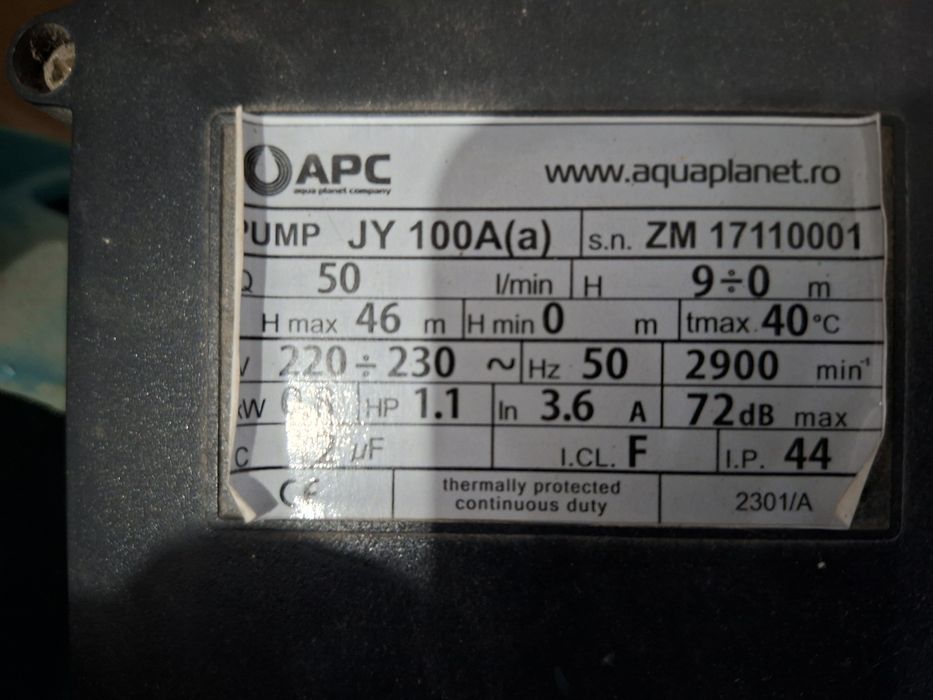 APC
aqua planet company
www.aquaplanet.ro
PUMP JY 100A(a) s.n. ZM 17110001
Q 50 l/min H 9÷0 m
H max 46 m H min 0 m tmax. 40°C
V 220÷230 ~ Hz 50 2900 min⁻¹
kW HP 1.1 In 3.6 A 72dB max
C µF I.CL. F I.P. 44
CE thermally protected
continuous duty 2301/A